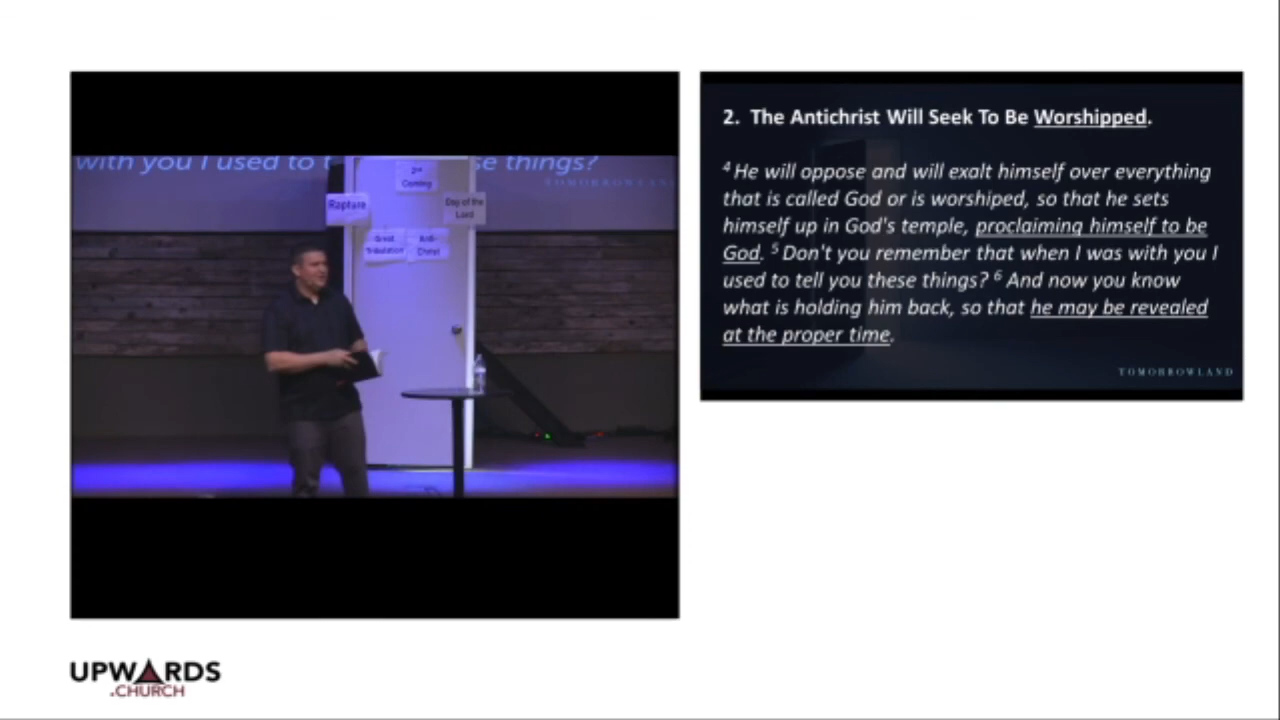 with you I used to t se things?
TOMORROWLAND
2nd
Coming
Rapture
Day of the
Lord
Great
Tribulation
Anti-
Christ
2. The Antichrist Will Seek To Be Worshipped.
4 He will oppose and will exalt himself over everything
that is called God or is worshiped, so that he sets
himself up in God's temple, proclaiming himself to be
God. 5 Don't you remember that when I was with you I
used to tell you these things? 6 And now you know
what is holding him back, so that he may be revealed
at the proper time.
TOMORROWLAND
UPWARDS
.CHURCH